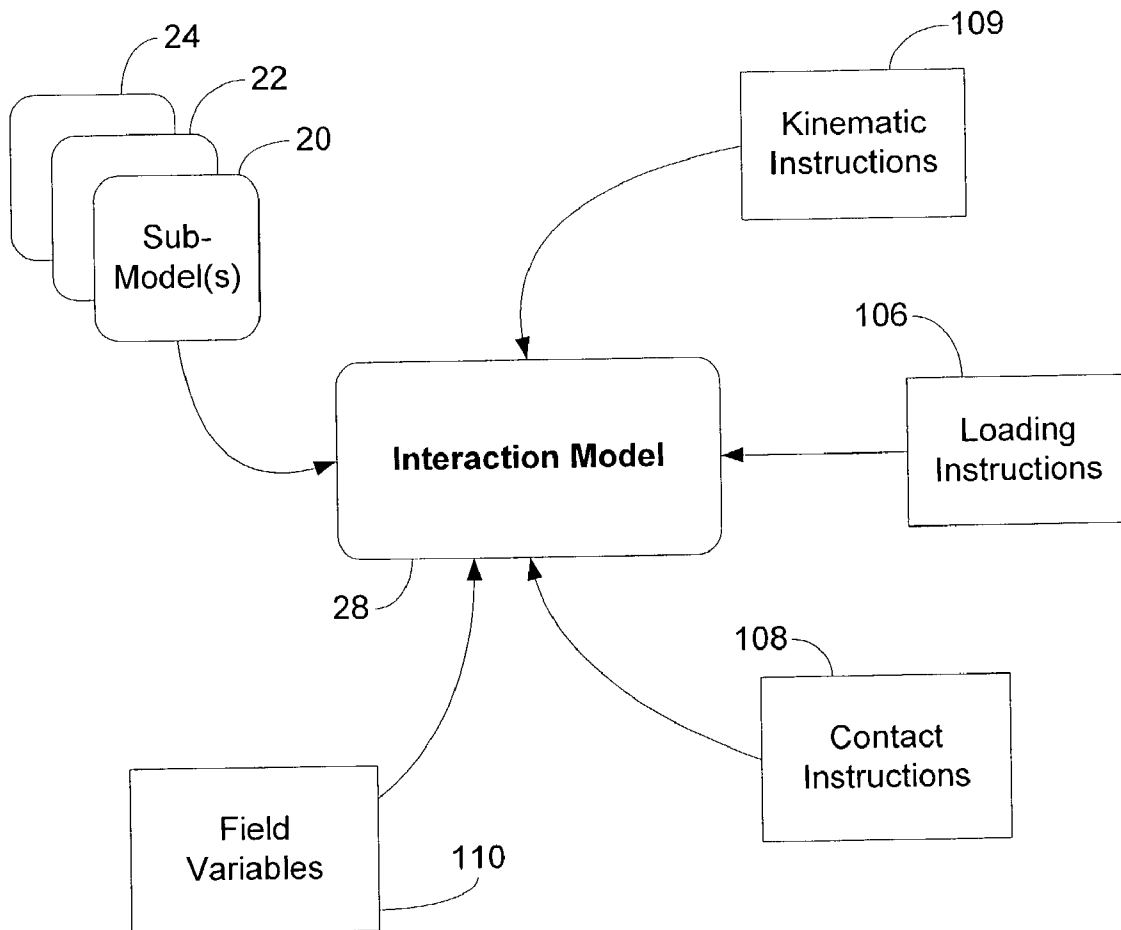 24
22
20
Sub-
Model(s)
109
Kinematic
Instructions
106
Loading
Instructions
Interaction Model
28
108
Contact
Instructions
Field
Variables
110